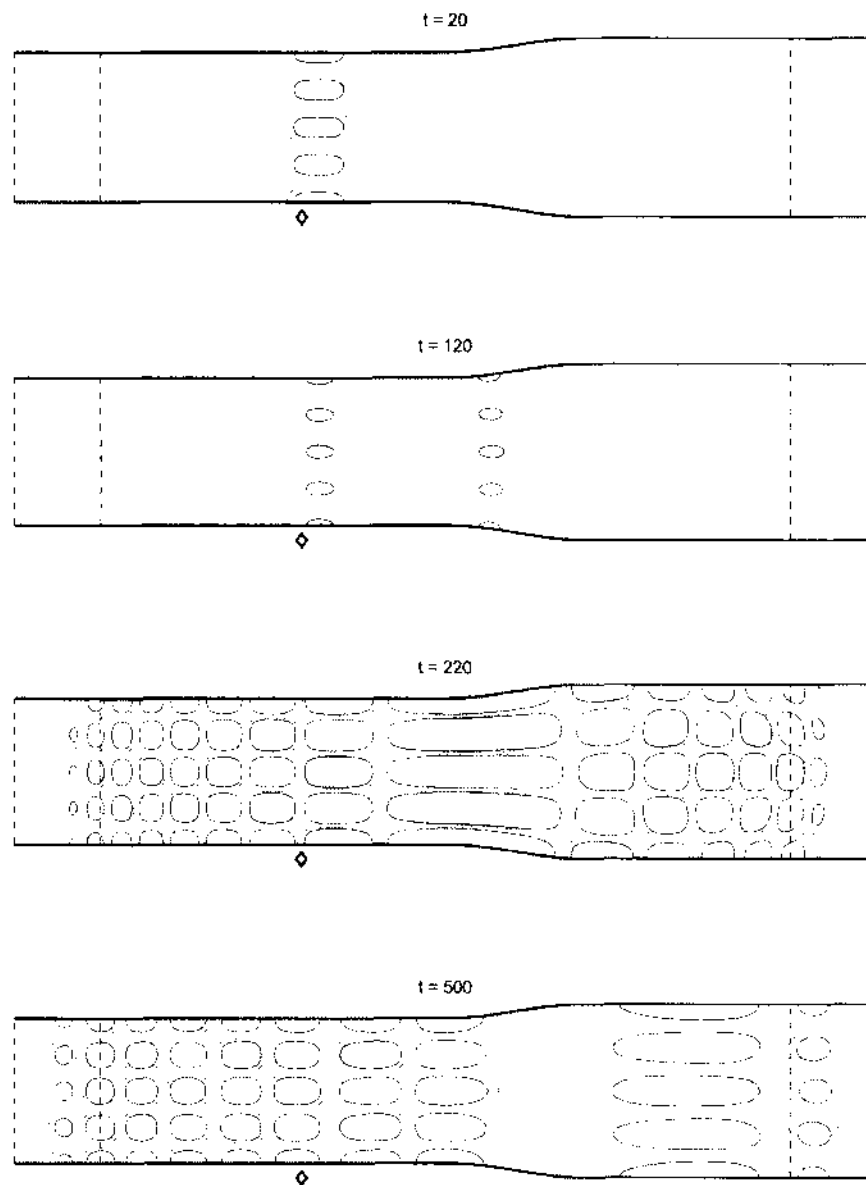 t = 20
t = 120
t = 220
t = 500